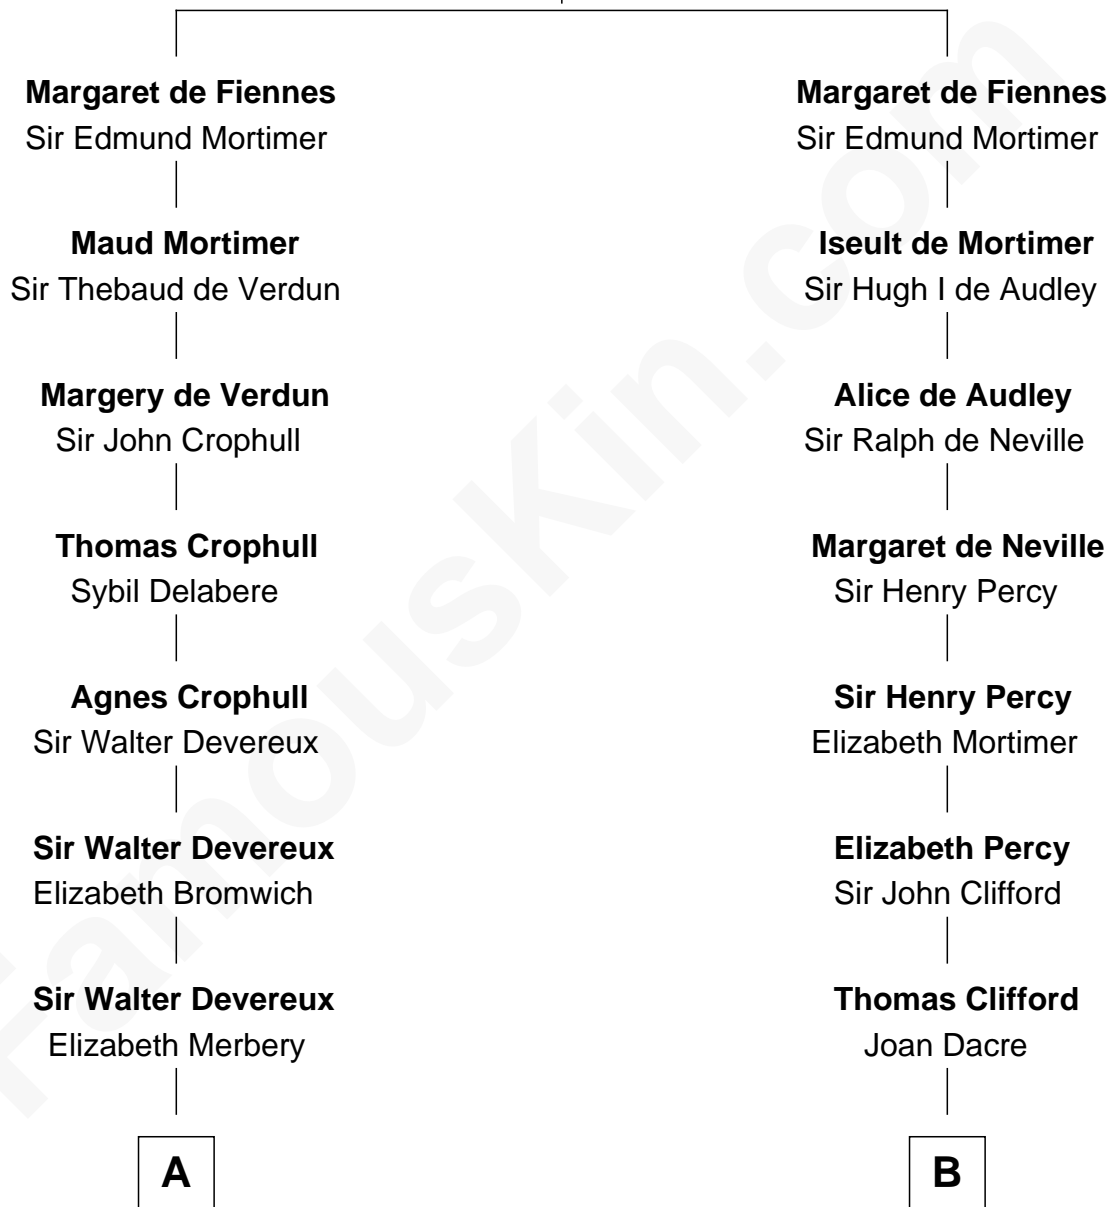 Margaret de Fiennes
Sir Edmund Mortimer
Maud Mortimer
Sir Thebaud de Verdun
Margery de Verdun
Sir John Crophull
Thomas Crophull
Sybil Delabere
Agnes Crophull
Sir Walter Devereux
Sir Walter Devereux
Elizabeth Bromwich
Sir Walter Devereux
Elizabeth Merbery
A
Margaret de Fiennes
Sir Edmund Mortimer
Iseult de Mortimer
Sir Hugh I de Audley
Alice de Audley
Sir Ralph de Neville
Margaret de Neville
Sir Henry Percy
Sir Henry Percy
Elizabeth Mortimer
Elizabeth Percy
Sir John Clifford
Thomas Clifford
Joan Dacre
B
FamousKin.com